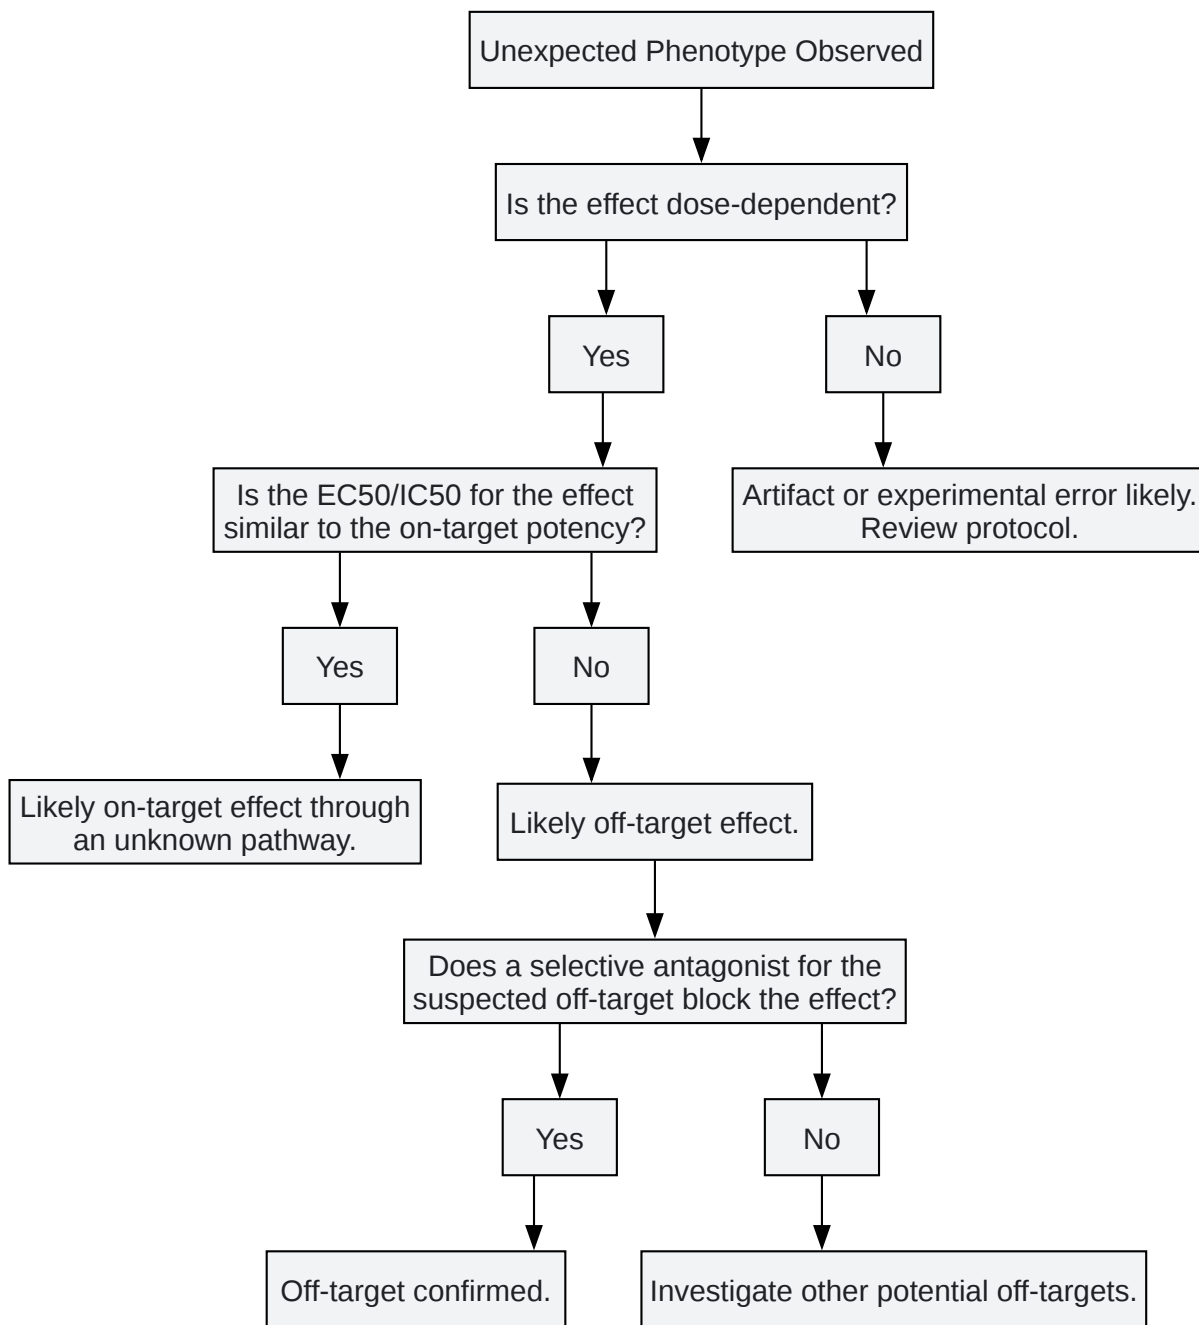 Unexpected Phenotype Observed
Is the effect dose-dependent?
Yes
No
Is the EC50/IC50 for the effect
similar to the on-target potency?
Artifact or experimental error likely.
Review protocol.
Yes
No
Likely on-target effect through
an unknown pathway.
Likely off-target effect.
Does a selective antagonist for the
suspected off-target block the effect?
Yes
No
Off-target confirmed.
Investigate other potential off-targets.